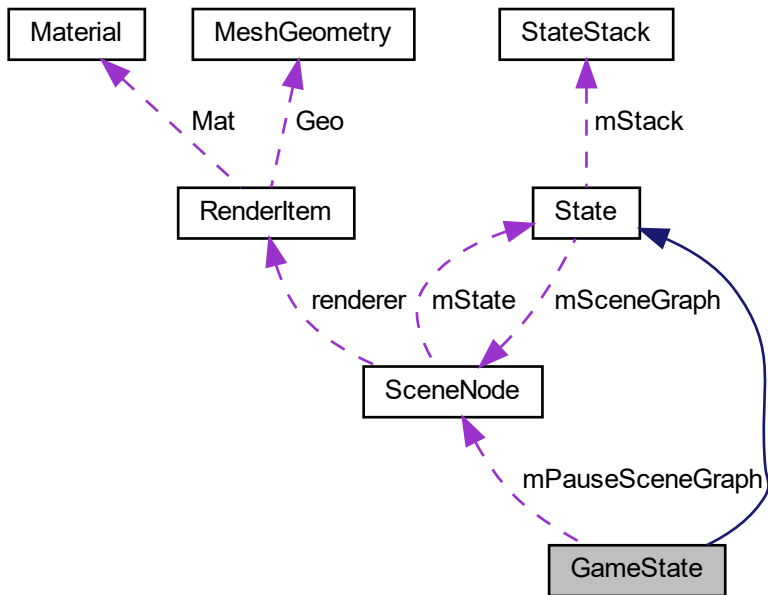 Material
MeshGeometry
StateStack
Mat
Geo
mStack
RenderItem
State
renderer
mState
mSceneGraph
SceneNode
mPauseSceneGraph
GameState